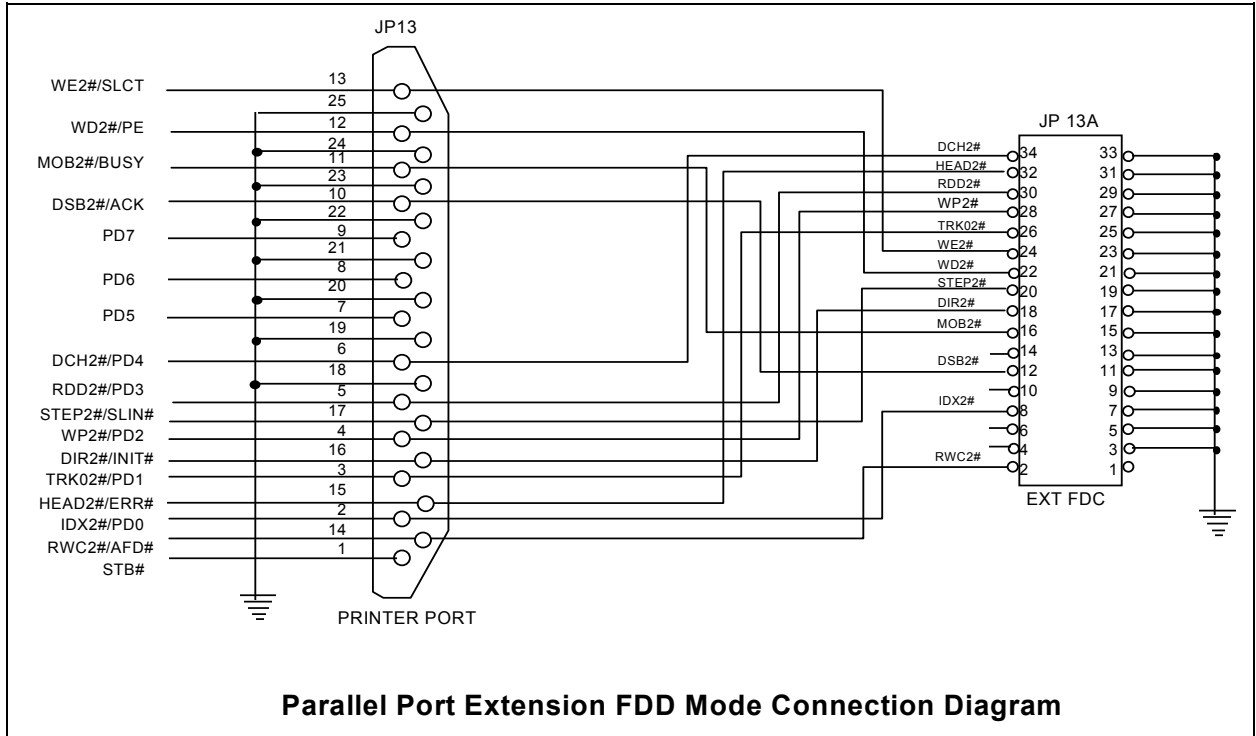 JP13
WE2#/SLCT
13
25
WD2#/PE
12
24
MOB2#/BUSY
11
23
DSB2#/ACK
10
22
PD7
9
21
PD6
8
20
PD5
7
19
DCH2#/PD4
6
18
RDD2#/PD3
5
STEP2#/SLIN#
17
WP2#/PD2
4
DIR2#/INIT#
16
TRK02#/PD1
3
HEAD2#/ERR#
15
IDX2#/PD0
2
RWC2#/AFD#
14
STB#
1
PRINTER PORT
JP 13A
DCH2# 34 33
HEAD2# 32 31
RDD2# 30 29
WP2# 28 27
TRK02# 26 25
WE2# 24 23
WD2# 22 21
STEP2# 20 19
DIR2# 18 17
MOB2# 16 15
14 13
DSB2# 12 11
10 9
IDX2# 8 7
6 5
4 3
RWC2# 2 1
EXT FDC
Parallel Port Extension FDD Mode Connection Diagram